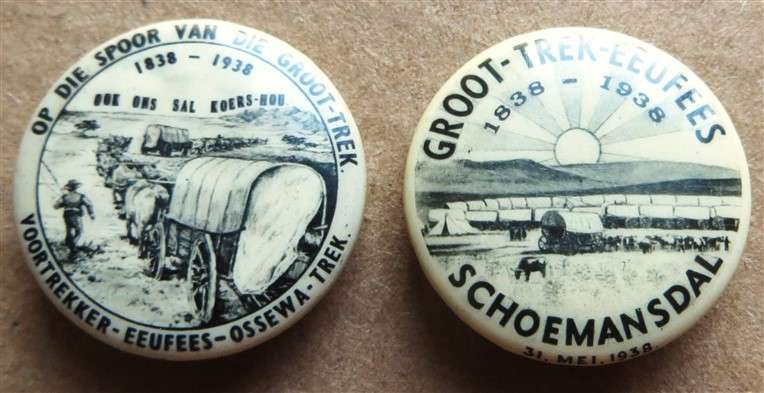 OP DIE SPOOR VAN DIE GROOT-TREK.
1838 - 1938
OOK ONS SAL KOERS-HOU
VOORTREKKER-EEUFEES-OSSEWA-TREK.
GROOT-TREK-EEUFEES
1838 - 1938
SCHOEMANSDAL
31. MEI. 1938